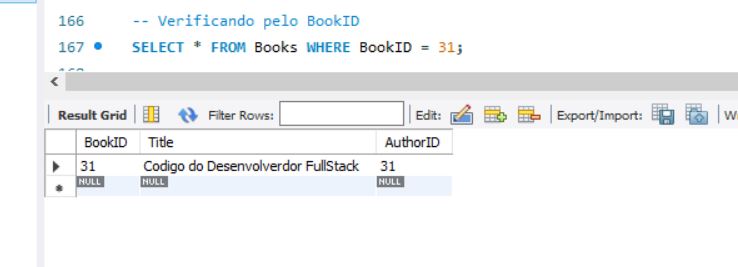 166 -- Verificando pelo BookID
167 SELECT * FROM Books WHERE BookID = 31;
Result Grid Filter Rows: Edit: Export/Import:
BookID Title AuthorID
31 Codigo do Desenvolverdor FullStack 31
NULL NULL NULL